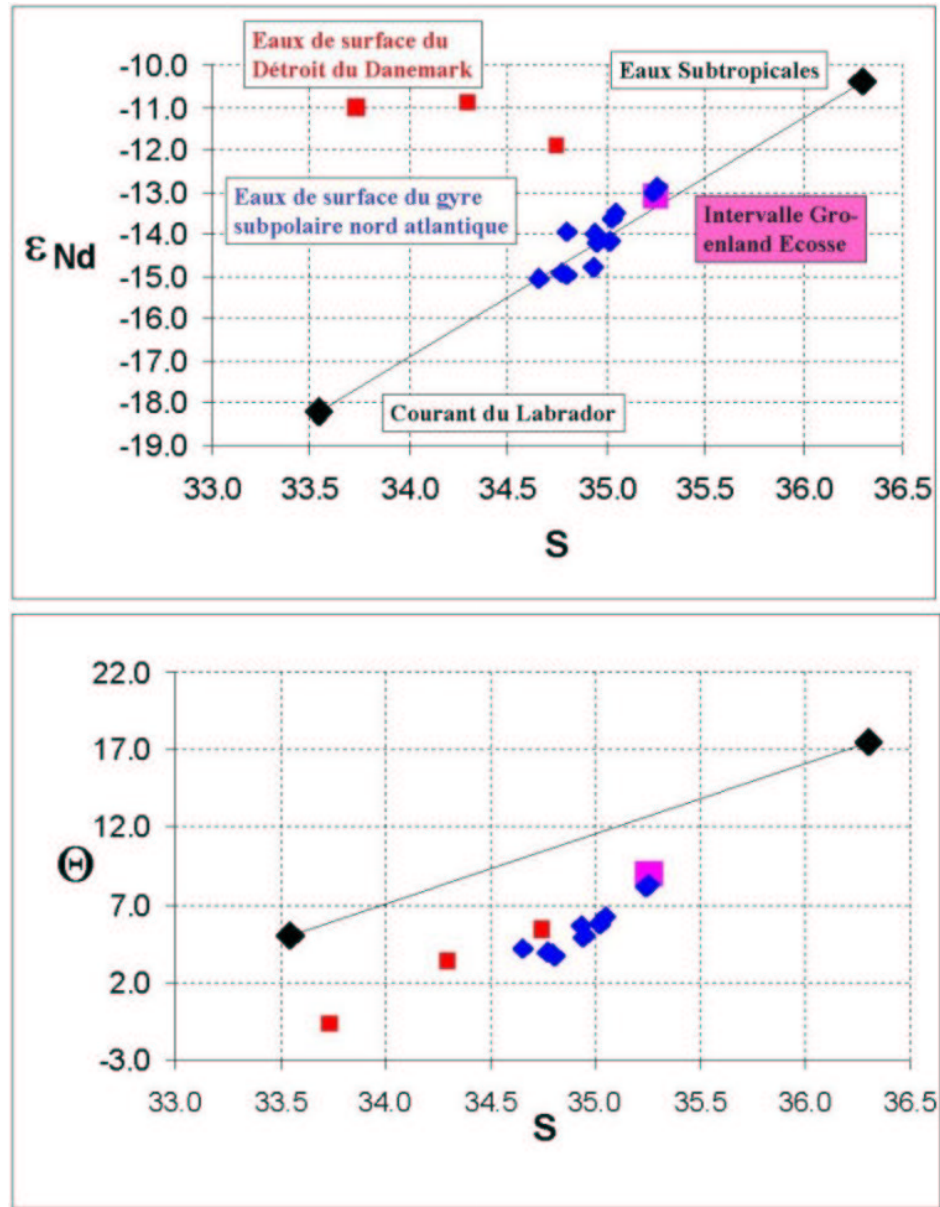 Eaux de surface du
Détroit du Danemark
Eaux Subtropicales
Eaux de surface du gyre
subpolaire nord atlantique
Intervalle Gro-
enland Ecosse
Courant du Labrador
εNd
-10.0
-11.0
-12.0
-13.0
-14.0
-15.0
-16.0
-17.0
-18.0
-19.0
33.0 33.5 34.0 34.5 35.0 35.5 36.0 36.5
S
22.0
17.0
12.0
Θ
7.0
2.0
-3.0
33.0 33.5 34.0 34.5 35.0 35.5 36.0 36.5
S